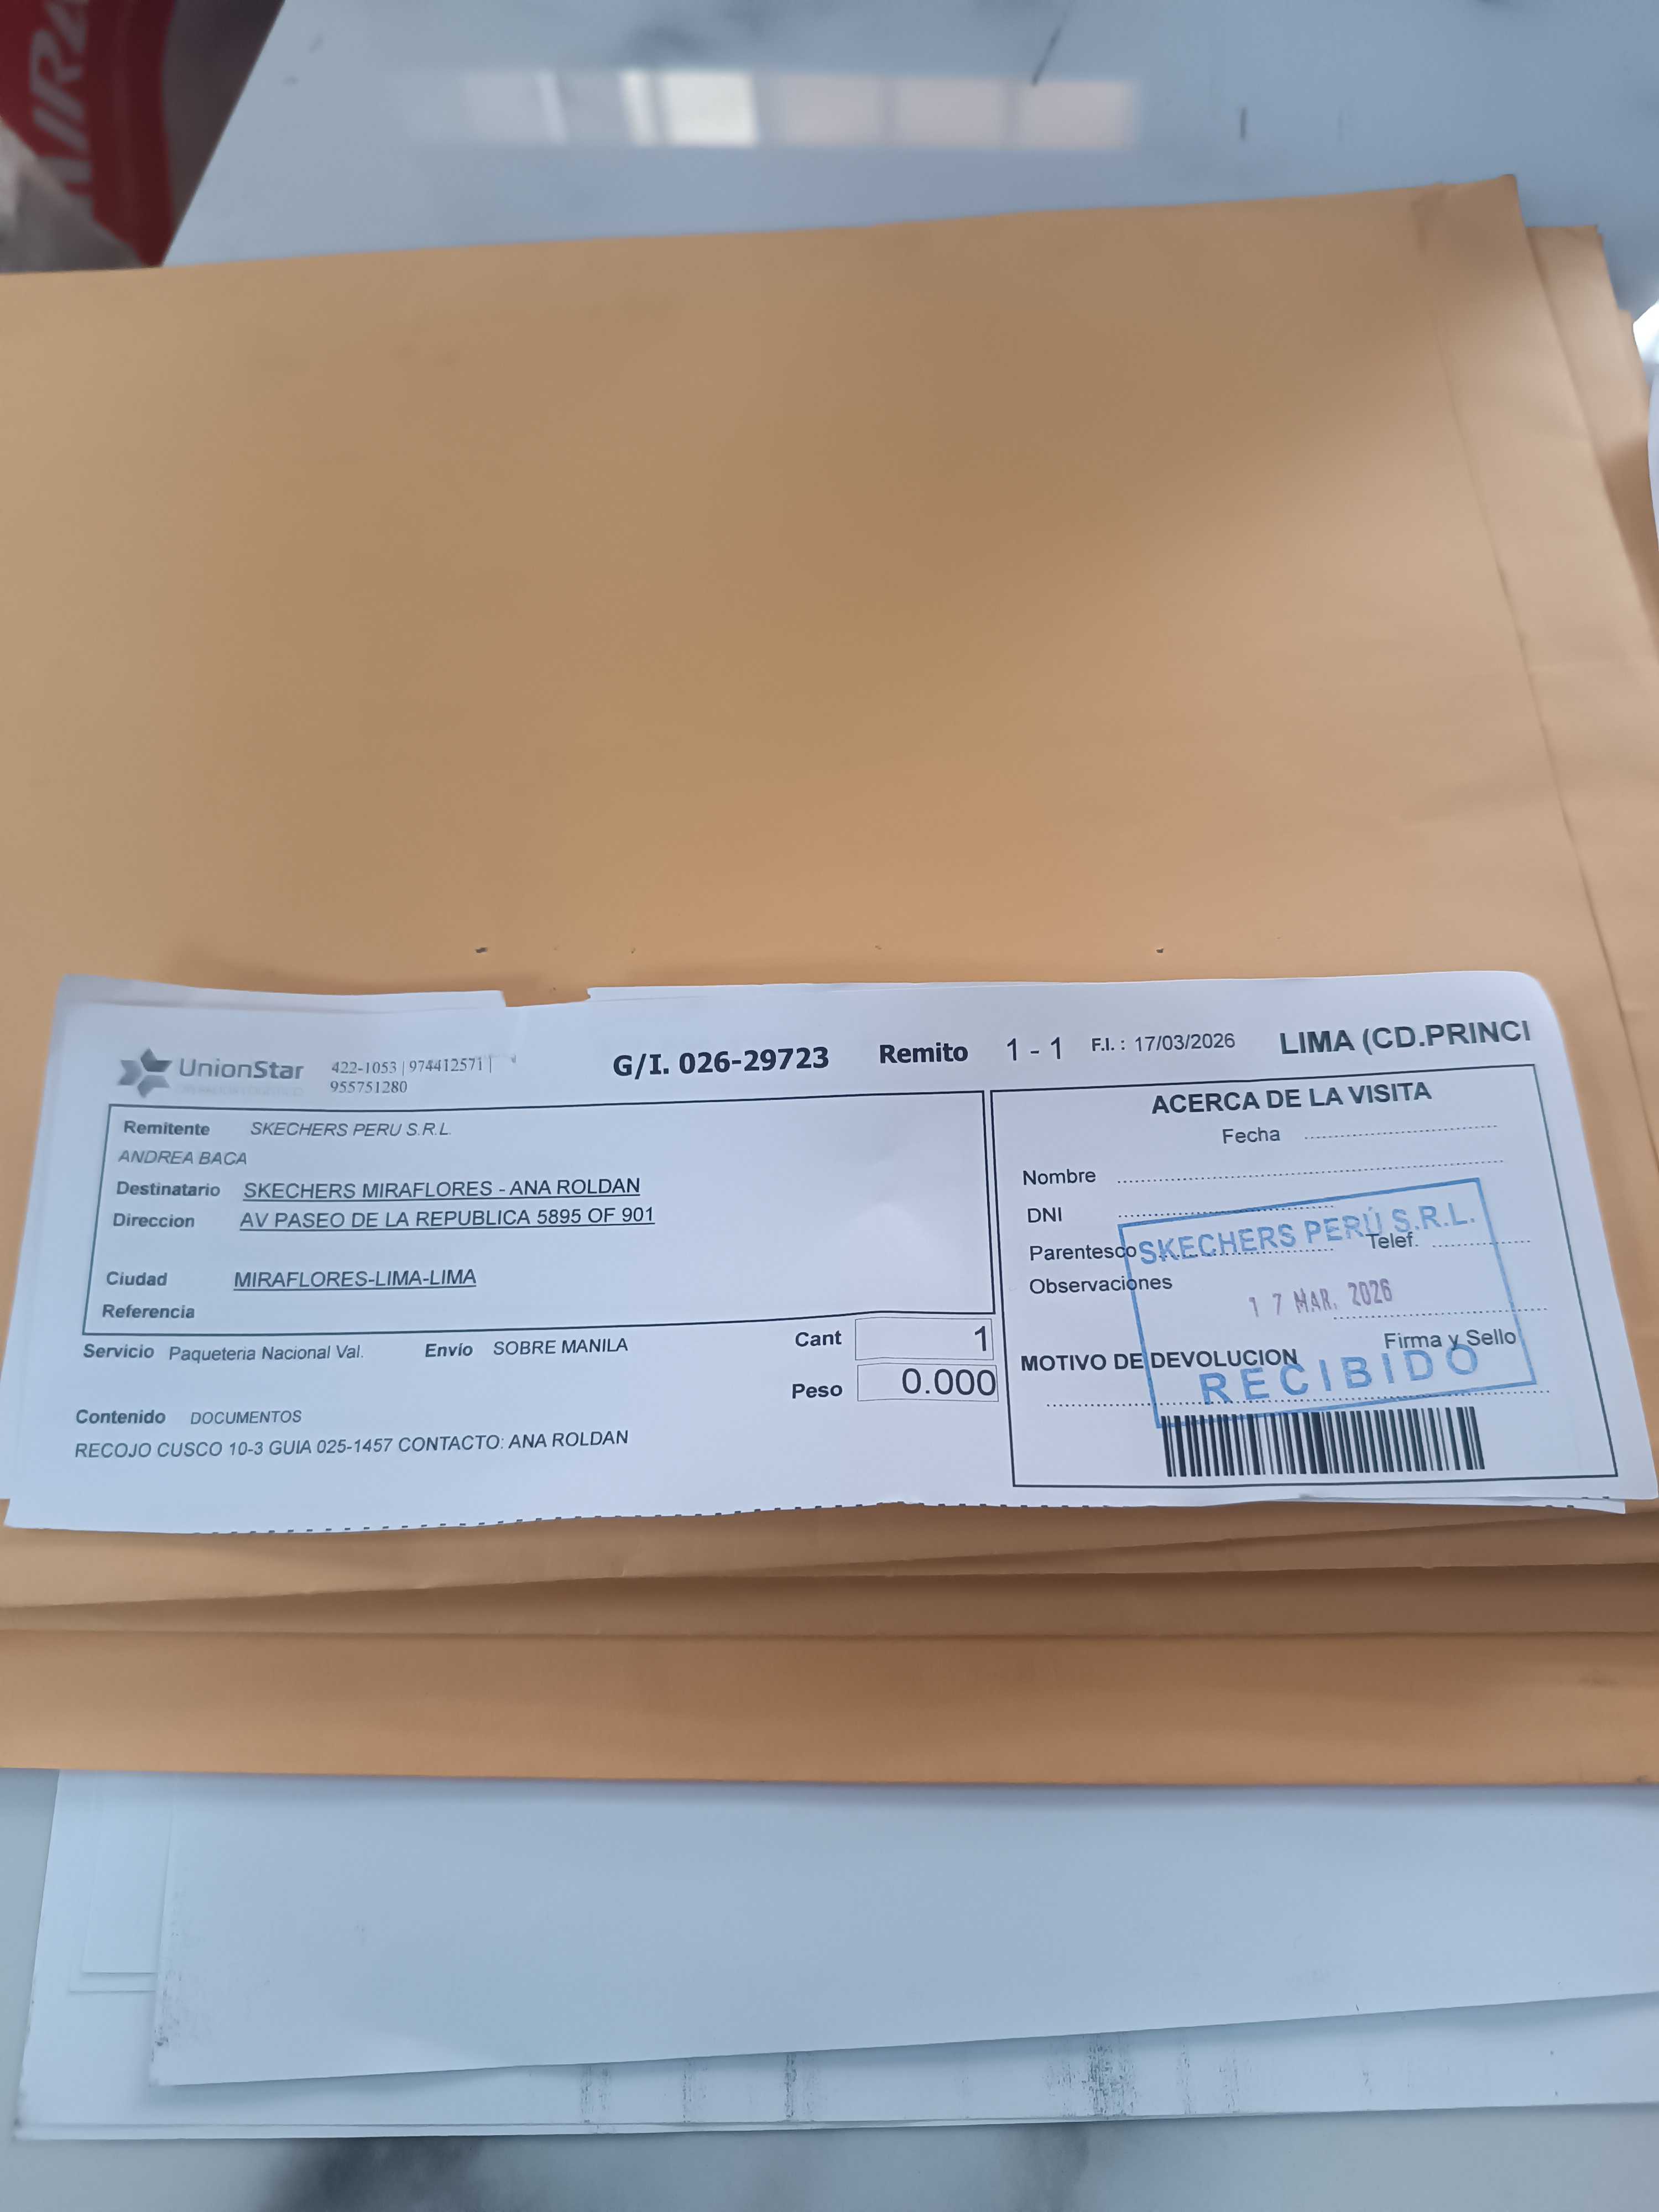 UnionStar
422-1053 | 974412571 |
955751280
G/I. 026-29723
Remito 1 - 1
F.I. : 17/03/2026
LIMA (CD.PRINCI
Remitente SKECHERS PERU S.R.L.
ANDREA BACA
Destinatario SKECHERS MIRAFLORES - ANA ROLDAN
Direccion AV PASEO DE LA REPUBLICA 5895 OF 901
Ciudad MIRAFLORES-LIMA-LIMA
Referencia
Servicio Paqueteria Nacional Val. Envío SOBRE MANILA
Cant 1
Peso 0.000
Contenido DOCUMENTOS
RECOJO CUSCO 10-3 GUIA 025-1457 CONTACTO: ANA ROLDAN
ACERCA DE LA VISITA
Fecha
Nombre
DNI
Parentesco Telef.
Observaciones
Firma y Sello
MOTIVO DE DEVOLUCION
SKECHERS PERÚ S.R.L.
17 MAR. 2026
RECIBIDO